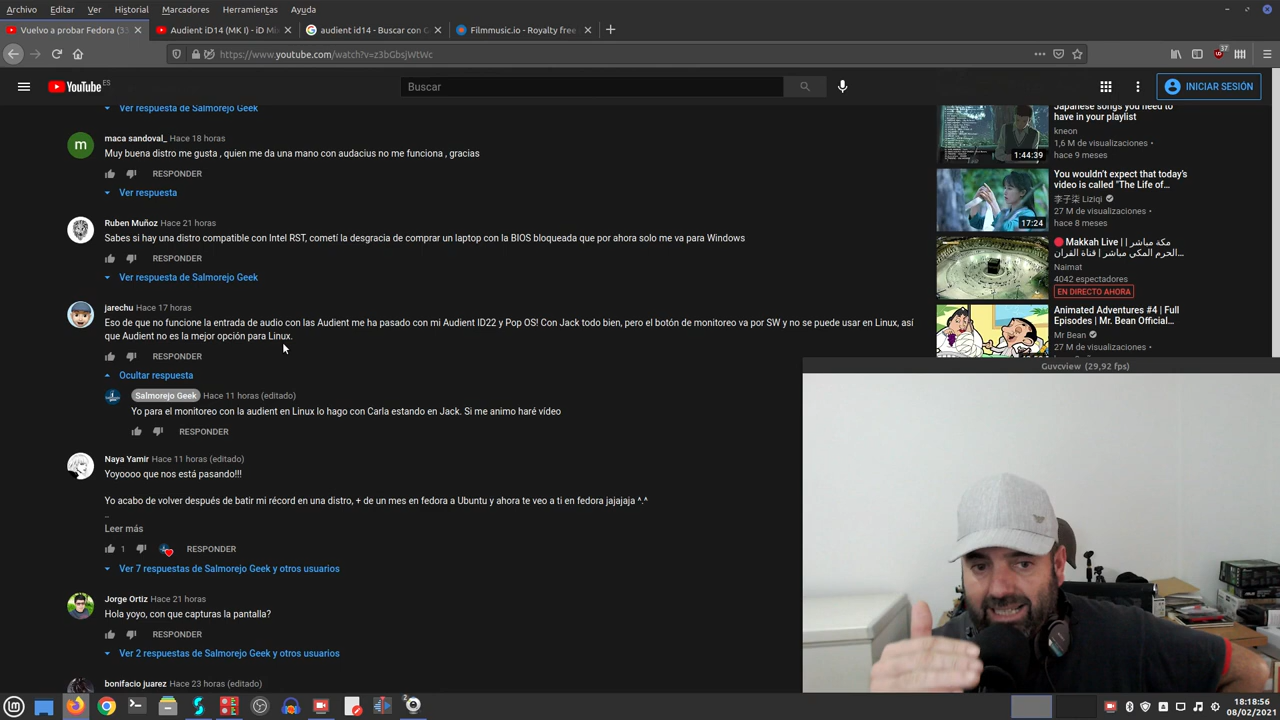 Archivo Editar Ver Historial Marcadores Herramientas Ayuda
Vuelvo a probar Fedora (33
Audient iD14 (MK I) - iD Mi
audient id14 - Buscar con G
Filmmusic.io - Royalty free
https://www.youtube.com/watch?v=z3bGbsjWtWc
37
YouTube ES
Buscar
INICIAR SESIÓN
Ver respuesta de Salmorejo Geek
maca sandoval_ Hace 18 horas
Muy buena distro me gusta , quien me da una mano con audacius no me funciona , gracias
RESPONDER
Ver respuesta
Ruben Muñoz Hace 21 horas
Sabes si hay una distro compatible con Intel RST, cometí la desgracia de comprar un laptop con la BIOS bloqueada que por ahora solo me va para Windows
RESPONDER
Ver respuesta de Salmorejo Geek
jarechu Hace 17 horas
Eso de que no funcione la entrada de audio con las Audient me ha pasado con mi Audient ID22 y Pop OS! Con Jack todo bien, pero el botón de monitoreo va por SW y no se puede usar en Linux, así
que Audient no es la mejor opción para Linux.
RESPONDER
Ocultar respuesta
Salmorejo Geek Hace 11 horas (editado)
Yo para el monitoreo con la audient en Linux lo hago con Carla estando en Jack. Si me animo haré vídeo
RESPONDER
Naya Yamir Hace 11 horas (editado)
Yoyoooo que nos está pasando!!!
Yo acabo de volver después de batir mi récord en una distro, + de un mes en fedora a Ubuntu y ahora te veo a ti en fedora jajajaja ^.^
..
Leer más
1 RESPONDER
Ver 7 respuestas de Salmorejo Geek y otros usuarios
Jorge Ortiz Hace 21 horas
Hola yoyo, con que capturas la pantalla?
RESPONDER
Ver 2 respuestas de Salmorejo Geek y otros usuarios
bonifacio juarez Hace 23 horas (editado)
Japanese songs you need to
have in your playlist
kneon
1,6 M de visualizaciones •
hace 9 meses
1:44:39
You wouldn't expect that today's
video is called "The Life of...
李子柒 Liziqi
27 M de visualizaciones •
hace 8 meses
17:24
Makkah Live | | مكة مباشر
الحرم المكي مباشر | قناة القران...
Naimat
4042 espectadores
EN DIRECTO AHORA
Animated Adventures #4 | Full
Episodes | Mr. Bean Official...
Mr Bean
Guvcview (29,92 fps)
2
18:18:56
08/02/2021